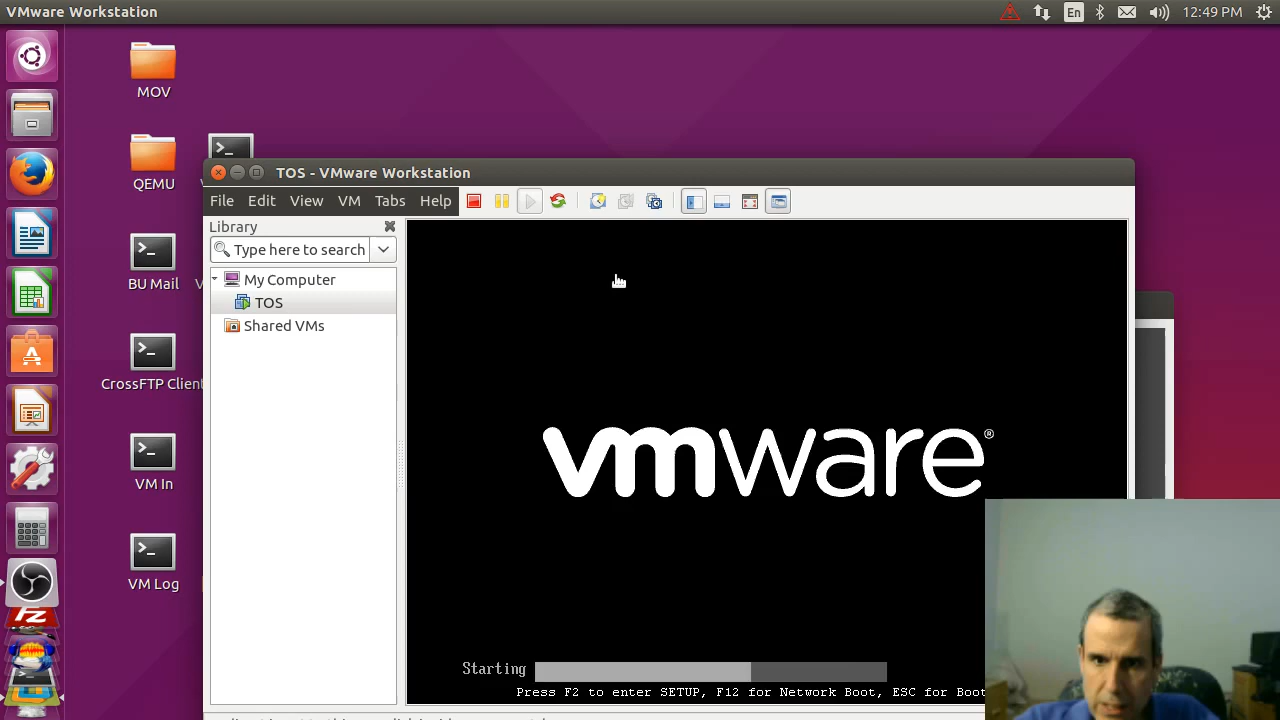 VMware Workstation
En
12:49 PM
MOV
QEMU
BU Mail
CrossFTP Client
VM In
VM Log
TOS - VMware Workstation
File Edit View VM Tabs Help
Library
Type here to search
My Computer
TOS
Shared VMs
vmware®
Starting
Press F2 to enter SETUP, F12 for Network Boot, ESC for Boot